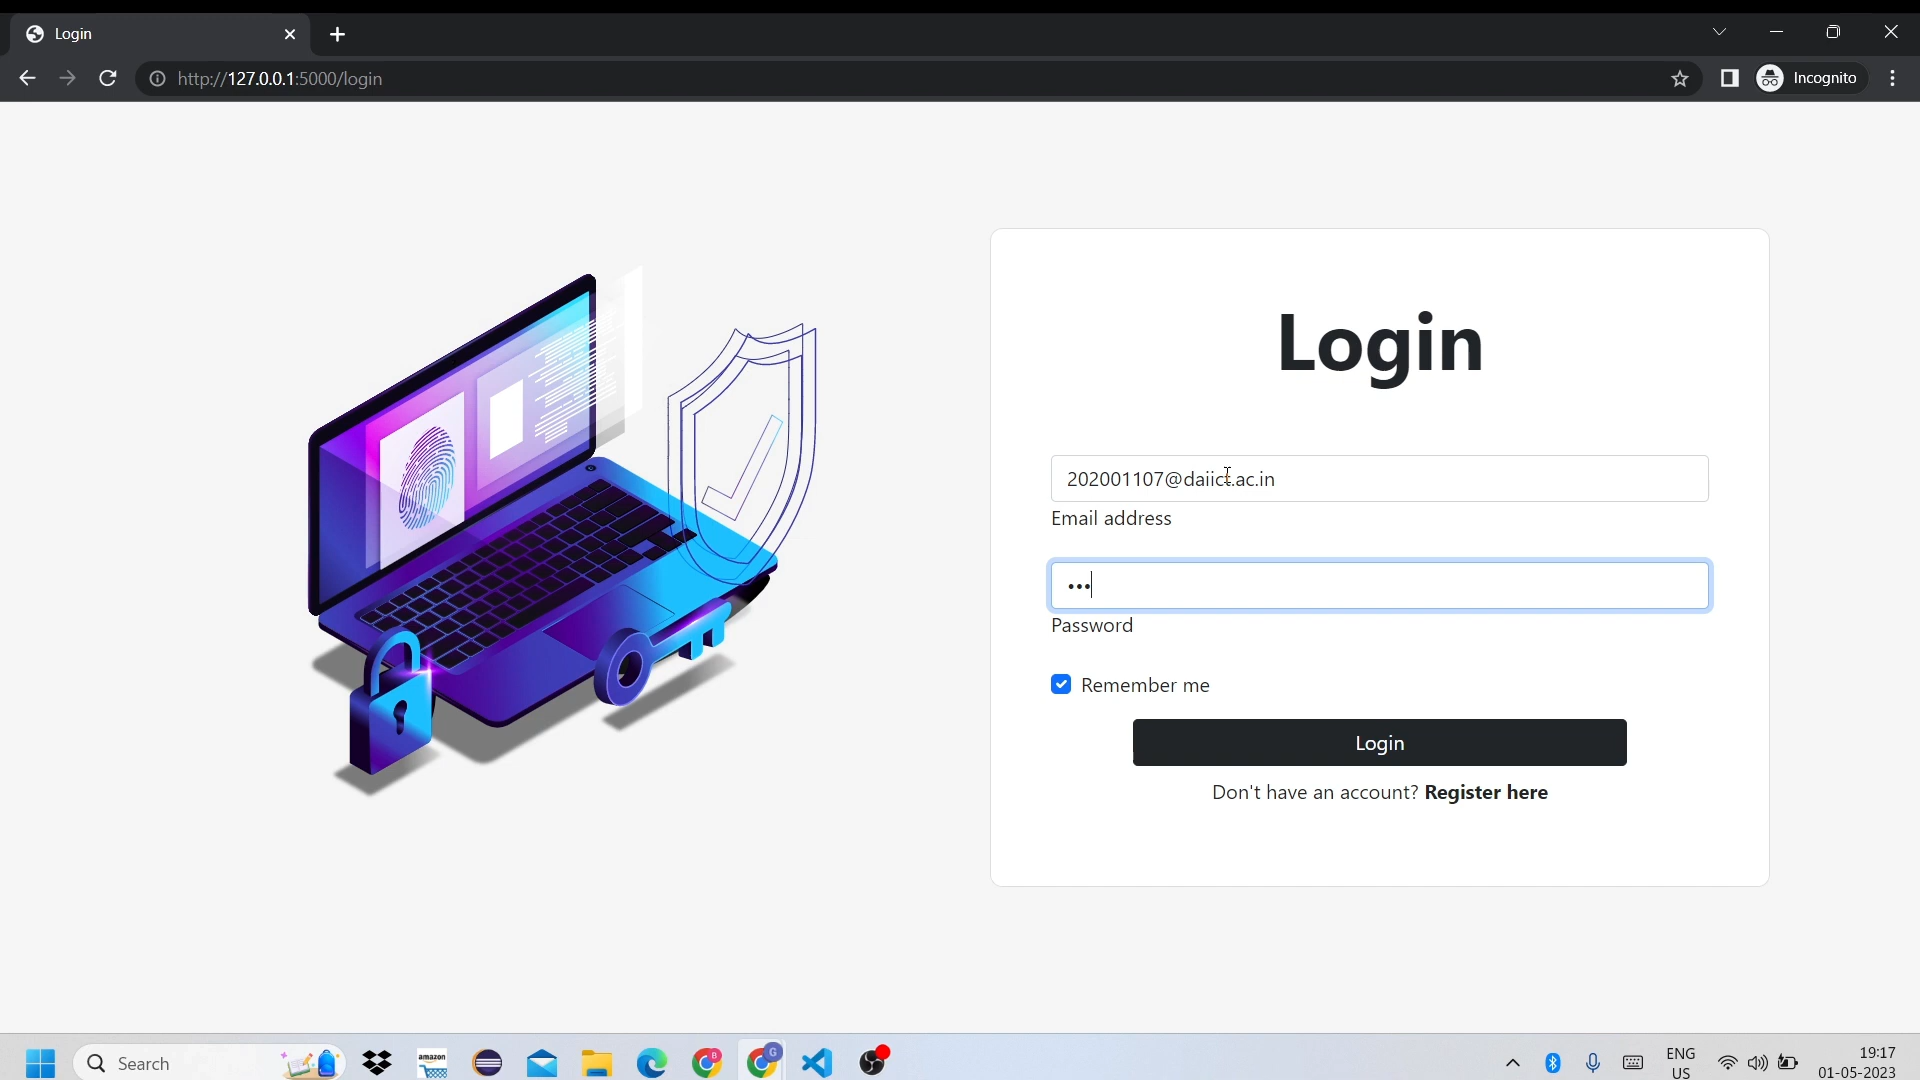 Login
http://127.0.0.1:5000/login
Incognito
Login
202001107@daiict.ac.in
Email address
•••
Password
Remember me
Login
Don't have an account? Register here
Search
amazon
B
G
ENG
US
19:17
01-05-2023